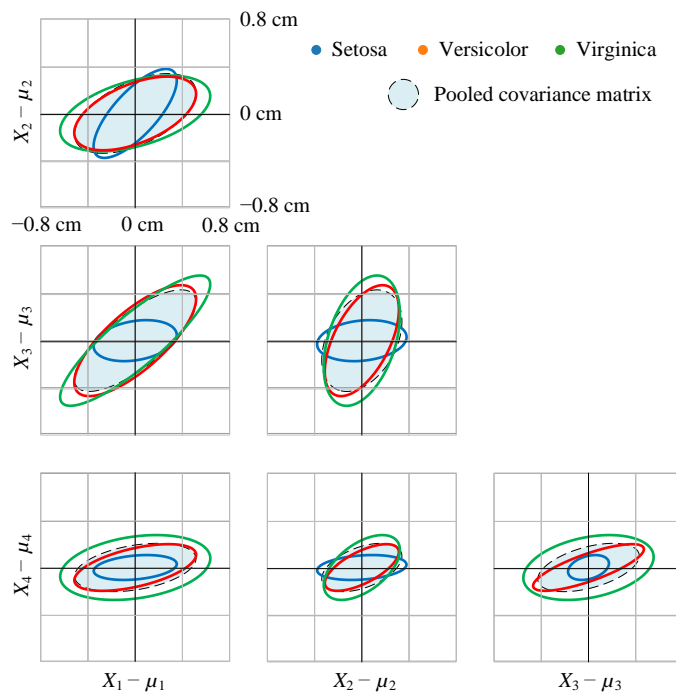 0.8 cm
Setosa
Versicolor
Virginica
Pooled covariance matrix
X₂ − μ₂
0 cm
−0.8 cm
−0.8 cm
0 cm
0.8 cm
X₃ − μ₃
X₄ − μ₄
X₁ − μ₁
X₂ − μ₂
X₃ − μ₃